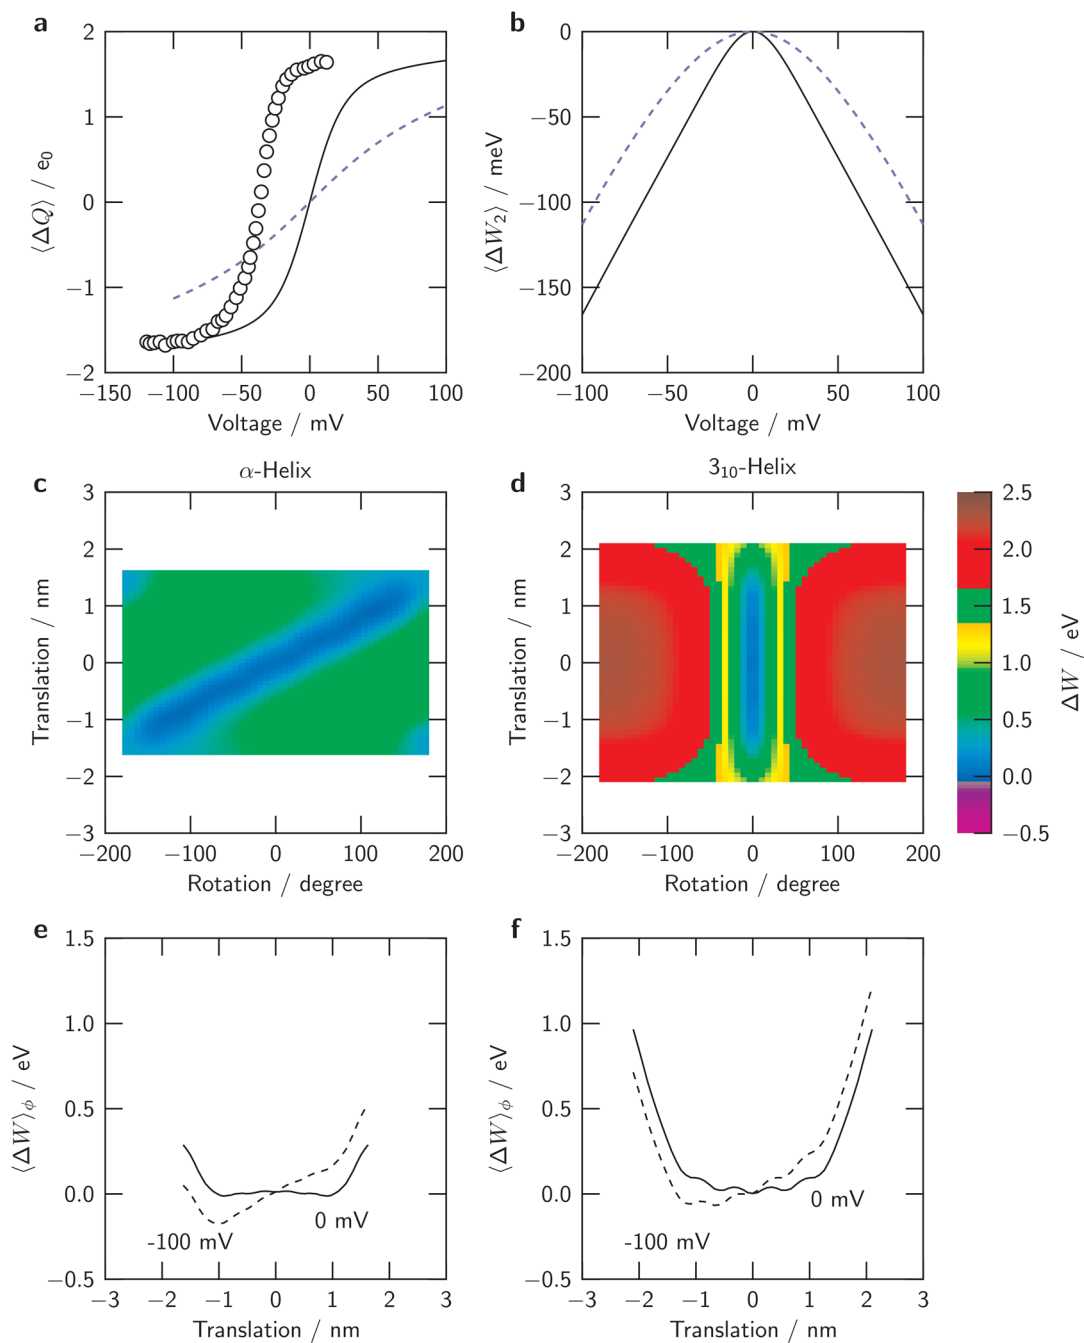 a
2
1
0
−1
−2
⟨ΔQ⟩ / e₀
−150 −100 −50 0 50 100
Voltage / mV
b
0
−50
−100
−150
−200
⟨ΔW₂⟩ / meV
−100 −50 0 50 100
Voltage / mV
c
α-Helix
3
2
1
0
−1
−2
−3
Translation / nm
−200 −100 0 100 200
Rotation / degree
d
3₁₀-Helix
3
2
1
0
−1
−2
−3
Translation / nm
−200 −100 0 100 200
Rotation / degree
2.5
2.0
1.5
1.0
0.5
0.0
−0.5
ΔW / eV
e
1.5
1.0
0.5
0.0
−0.5
⟨ΔW⟩ᵩ / eV
0 mV
-100 mV
−3 −2 −1 0 1 2 3
Translation / nm
f
1.5
1.0
0.5
0.0
−0.5
⟨ΔW⟩ᵩ / eV
0 mV
-100 mV
−3 −2 −1 0 1 2 3
Translation / nm